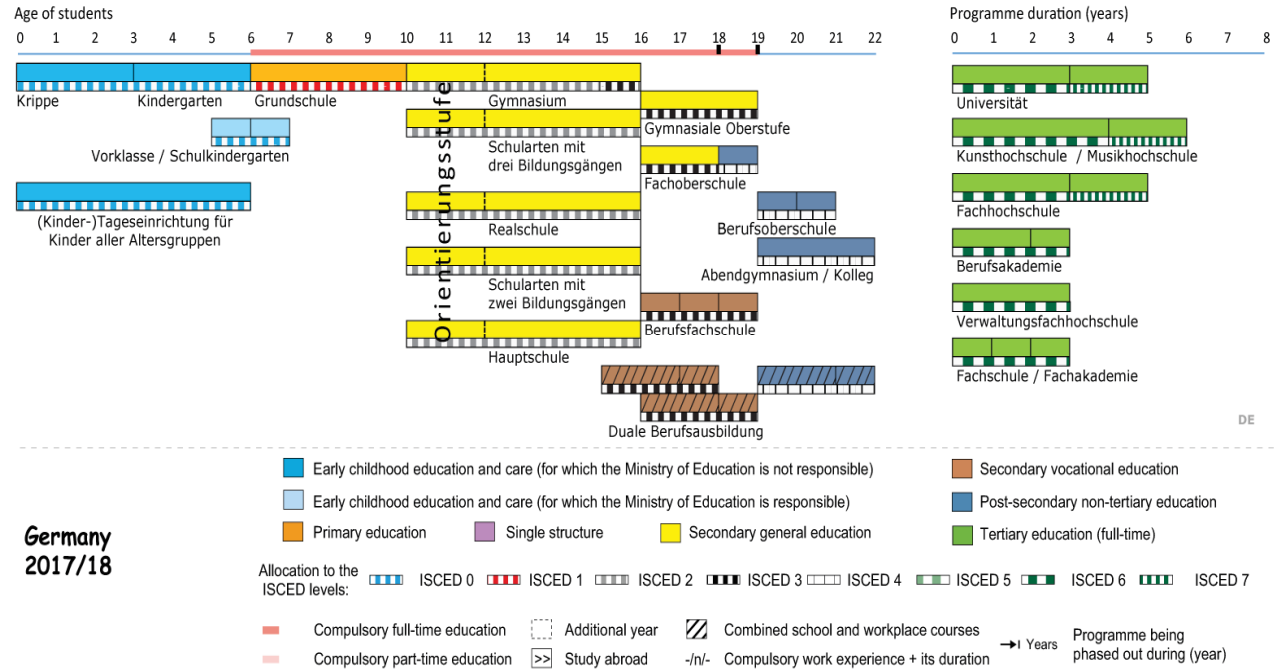 Age of students
Programme duration (years)
0 1 2 3 4 5 6 7 8 9 10 11 12 13 14 15 16 17 18 19 20 21 22
0 1 2 3 4 5 6 7 8
Krippe
Kindergarten
Grundschule
Gymnasium
Orientierungsstufe
Gymnasiale Oberstufe
Vorklasse / Schulkindergarten
Schularten mit
drei Bildungsgängen
Fachoberschule
(Kinder-)Tageseinrichtung für
Kinder aller Altersgruppen
Realschule
Berufsoberschule
Abendgymnasium / Kolleg
Schularten mit
zwei Bildungsgängen
Berufsfachschule
Hauptschule
Duale Berufsausbildung
Universität
Kunsthochschule / Musikhochschule
Fachhochschule
Berufsakademie
Verwaltungsfachhochschule
Fachschule / Fachakademie
DE
Germany
2017/18
Early childhood education and care (for which the Ministry of Education is not responsible)
Secondary vocational education
Early childhood education and care (for which the Ministry of Education is responsible)
Post-secondary non-tertiary education
Primary education
Single structure
Secondary general education
Tertiary education (full-time)
Allocation to the
ISCED levels:
ISCED 0
ISCED 1
ISCED 2
ISCED 3
ISCED 4
ISCED 5
ISCED 6
ISCED 7
Compulsory full-time education
Additional year
Combined school and workplace courses
Years
Programme being
phased out during (year)
Compulsory part-time education
>> Study abroad
-/n/- Compulsory work experience + its duration